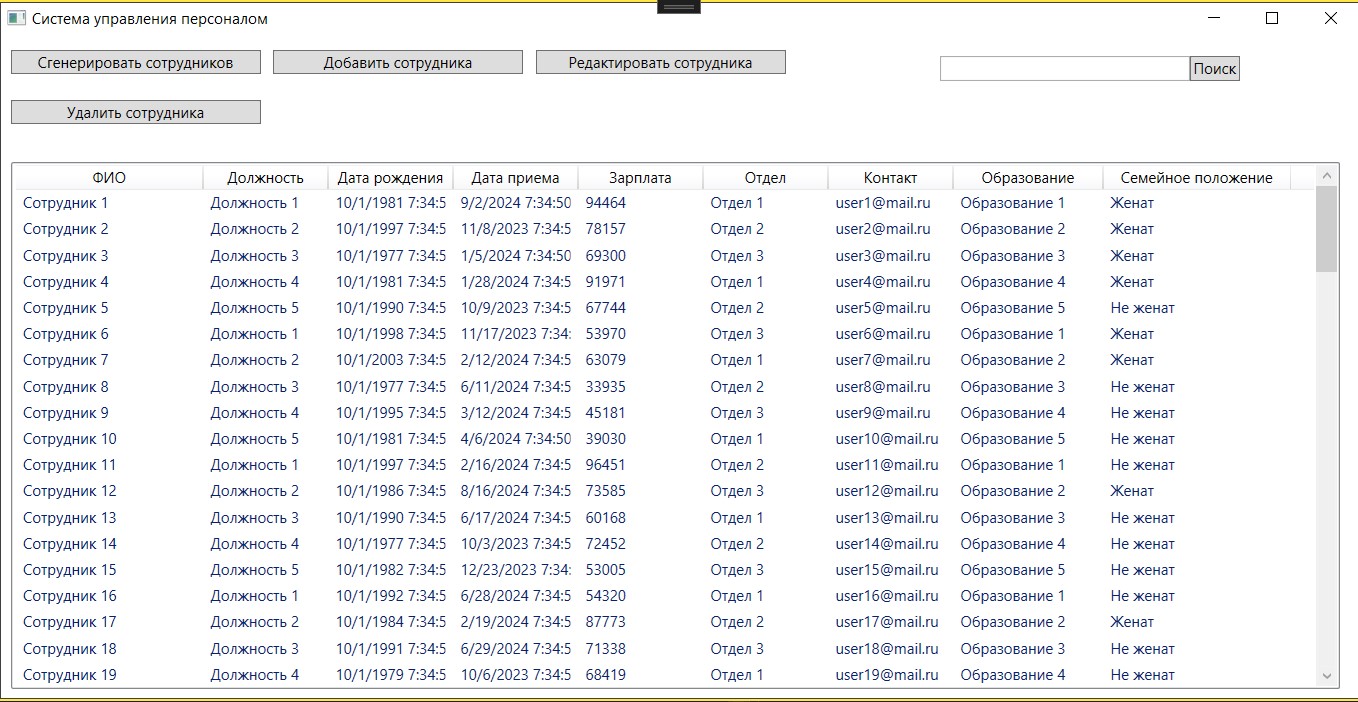 Система управления персоналом
Сгенерировать сотрудников Добавить сотрудника Редактировать сотрудника Поиск
Удалить сотрудника
ФИО Должность Дата рождения Дата приема Зарплата Отдел Контакт Образование Семейное положение
Сотрудник 1 Должность 1 10/1/1981 7:34:5 9/2/2024 7:34:50 94464 Отдел 1 user1@mail.ru Образование 1 Женат
Сотрудник 2 Должность 2 10/1/1997 7:34:5 11/8/2023 7:34:5 78157 Отдел 2 user2@mail.ru Образование 2 Женат
Сотрудник 3 Должность 3 10/1/1977 7:34:5 1/5/2024 7:34:50 69300 Отдел 3 user3@mail.ru Образование 3 Женат
Сотрудник 4 Должность 4 10/1/1981 7:34:5 1/28/2024 7:34:5 91971 Отдел 1 user4@mail.ru Образование 4 Женат
Сотрудник 5 Должность 5 10/1/1990 7:34:5 10/9/2023 7:34:5 67744 Отдел 2 user5@mail.ru Образование 5 Не женат
Сотрудник 6 Должность 1 10/1/1998 7:34:5 11/17/2023 7:34: 53970 Отдел 3 user6@mail.ru Образование 1 Женат
Сотрудник 7 Должность 2 10/1/2003 7:34:5 2/12/2024 7:34:5 63079 Отдел 1 user7@mail.ru Образование 2 Женат
Сотрудник 8 Должность 3 10/1/1977 7:34:5 6/11/2024 7:34:5 33935 Отдел 2 user8@mail.ru Образование 3 Не женат
Сотрудник 9 Должность 4 10/1/1995 7:34:5 3/12/2024 7:34:5 45181 Отдел 3 user9@mail.ru Образование 4 Не женат
Сотрудник 10 Должность 5 10/1/1981 7:34:5 4/6/2024 7:34:50 39030 Отдел 1 user10@mail.ru Образование 5 Не женат
Сотрудник 11 Должность 1 10/1/1997 7:34:5 2/16/2024 7:34:5 96451 Отдел 2 user11@mail.ru Образование 1 Не женат
Сотрудник 12 Должность 2 10/1/1986 7:34:5 8/16/2024 7:34:5 73585 Отдел 3 user12@mail.ru Образование 2 Женат
Сотрудник 13 Должность 3 10/1/1990 7:34:5 6/17/2024 7:34:5 60168 Отдел 1 user13@mail.ru Образование 3 Не женат
Сотрудник 14 Должность 4 10/1/1977 7:34:5 10/3/2023 7:34:5 72452 Отдел 2 user14@mail.ru Образование 4 Не женат
Сотрудник 15 Должность 5 10/1/1982 7:34:5 12/23/2023 7:34: 53005 Отдел 3 user15@mail.ru Образование 5 Не женат
Сотрудник 16 Должность 1 10/1/1992 7:34:5 6/28/2024 7:34:5 54320 Отдел 1 user16@mail.ru Образование 1 Не женат
Сотрудник 17 Должность 2 10/1/1984 7:34:5 2/19/2024 7:34:5 87773 Отдел 2 user17@mail.ru Образование 2 Женат
Сотрудник 18 Должность 3 10/1/1991 7:34:5 6/29/2024 7:34:5 71338 Отдел 3 user18@mail.ru Образование 3 Не женат
Сотрудник 19 Должность 4 10/1/1979 7:34:5 10/6/2023 7:34:5 68419 Отдел 1 user19@mail.ru Образование 4 Не женат